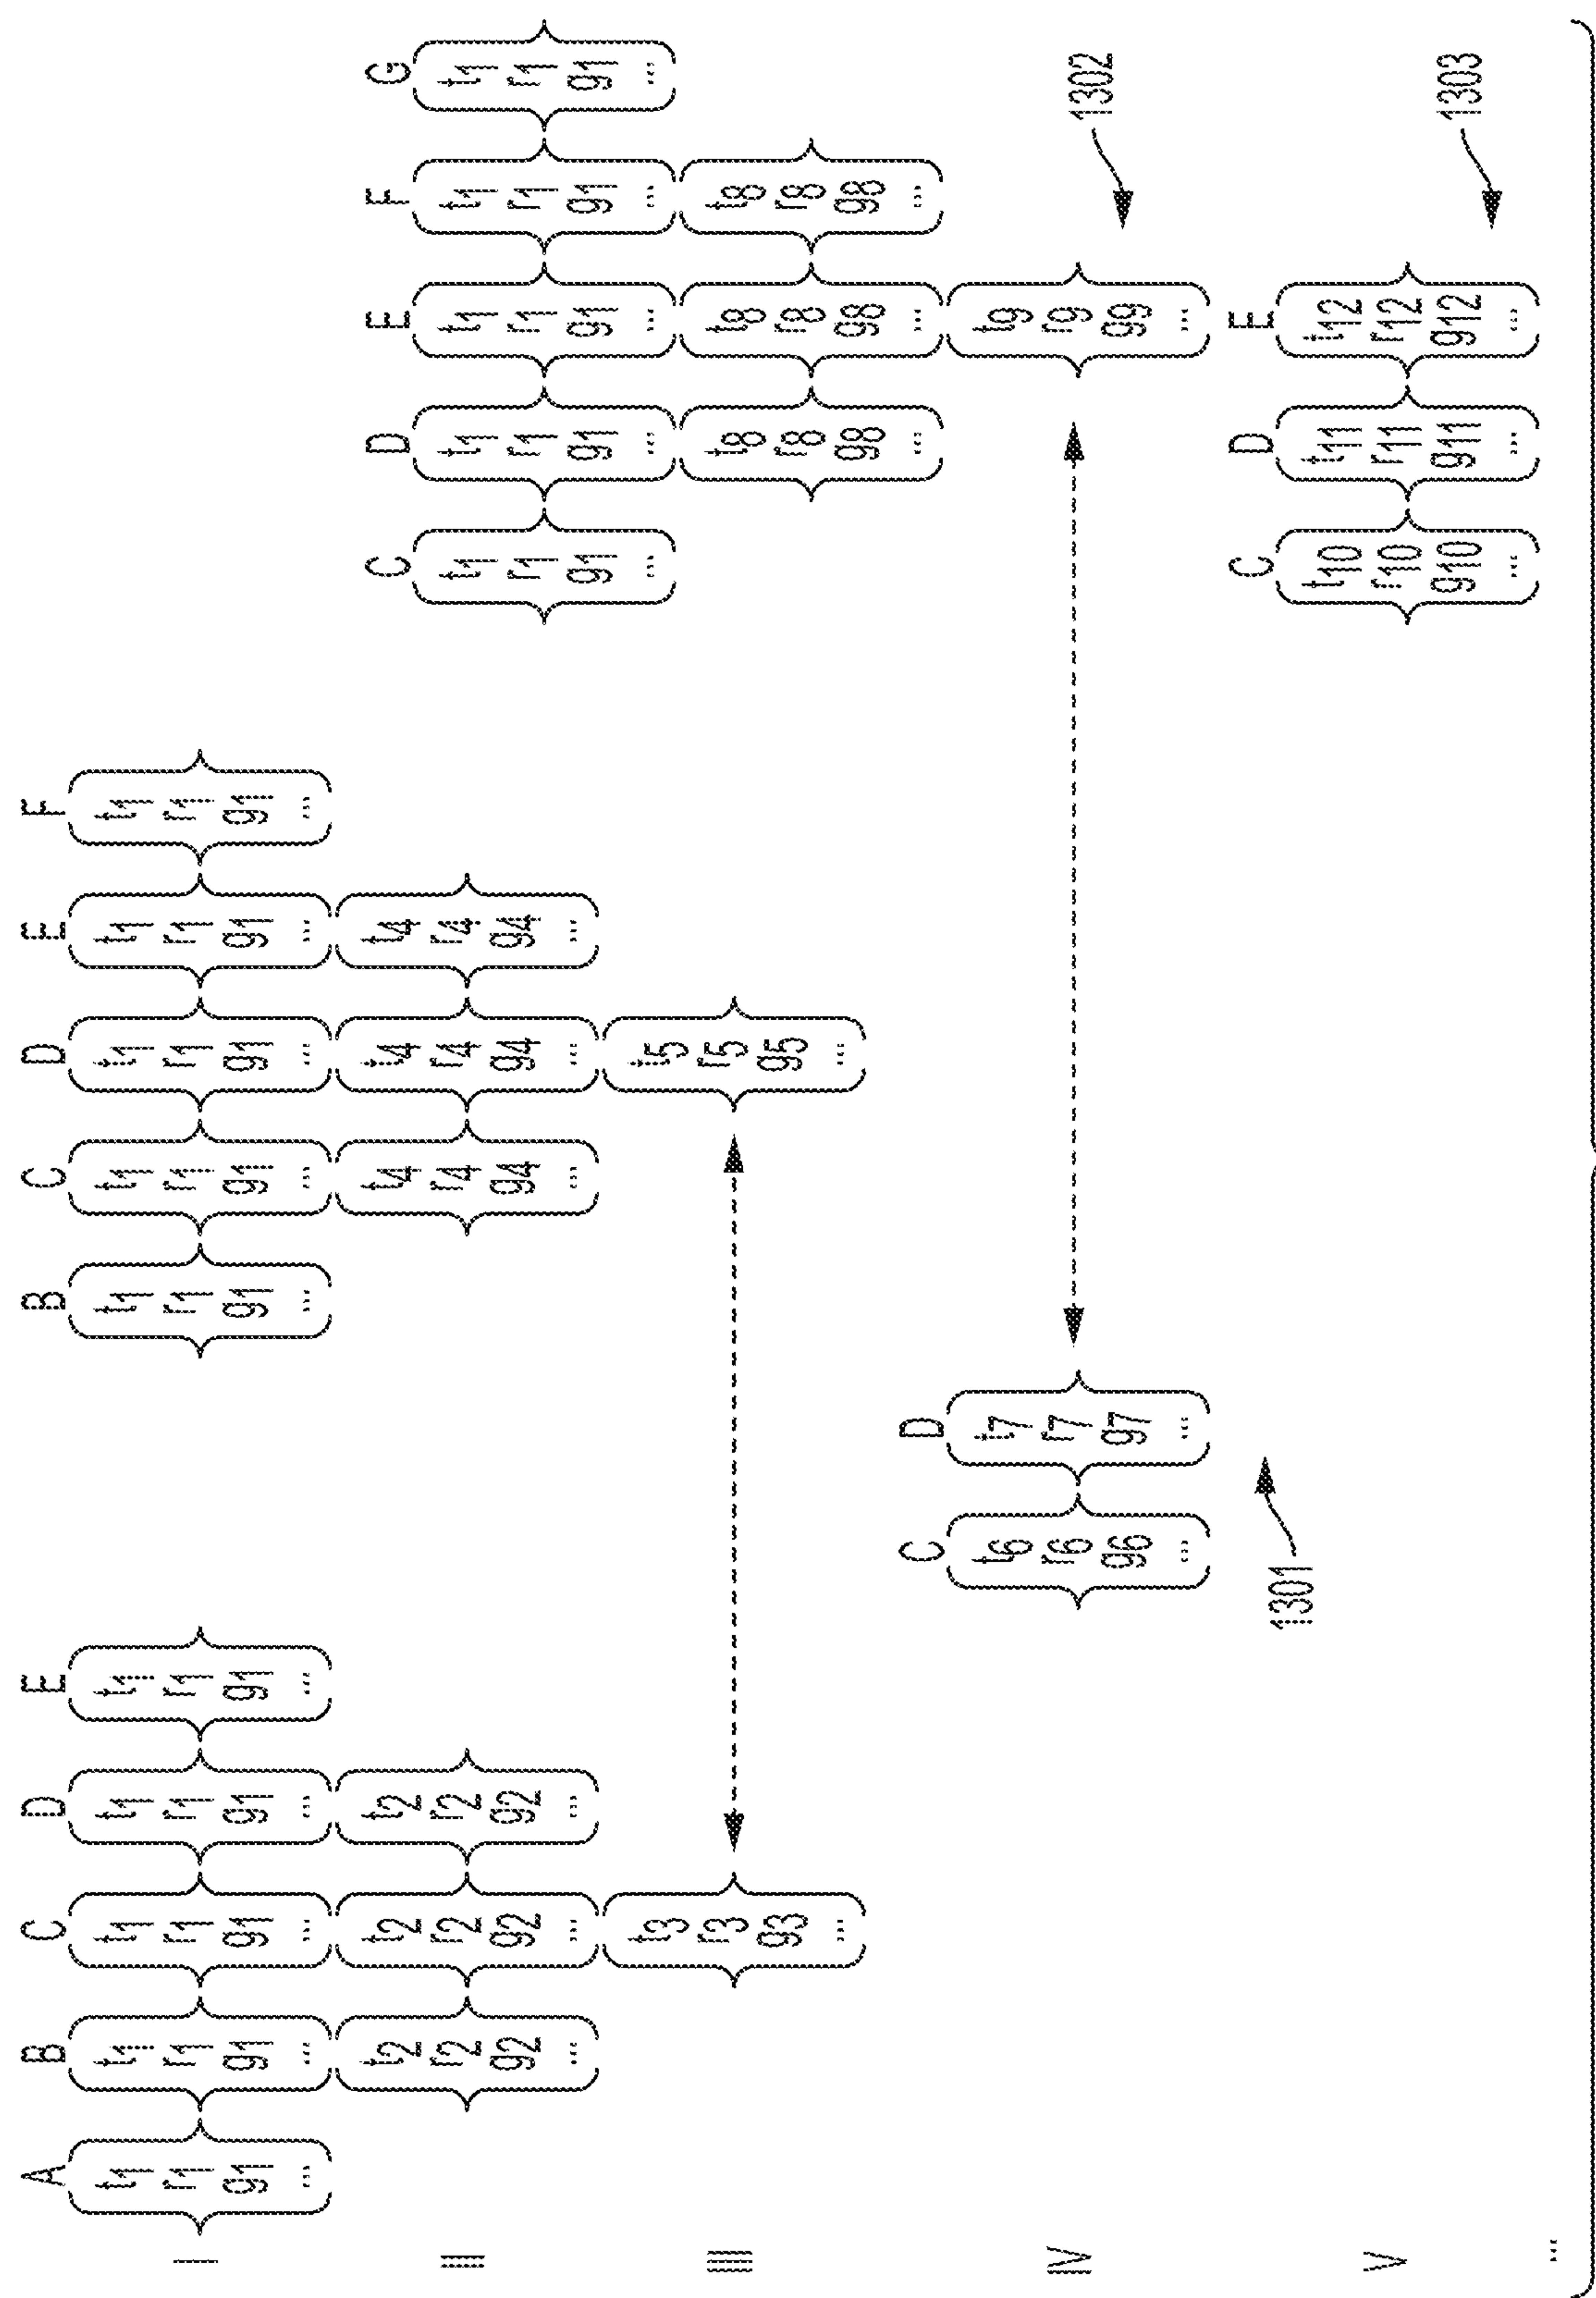 A B C D E B C D E F
t1 t1 t1 t1 t1 t1 t1 t1 t1 t1
I r1 r1 r1 r1 r1 r1 r1 r1 r1 r1
g1 g1 g1 g1 g1 g1 g1 g1 g1 g1
... ... ... ... ... ... ... ... ... ...
C D E F G
t2 t2 t2 t4 t4 t4 t1 t1 t1 t1 t1
II r2 r2 r2 r4 r4 r4 r1 r1 r1 r1 r1
g2 g2 g2 g4 g4 g4 g1 g1 g1 g1 g1
... ... ... ... ... ... ... ... ... ... ...
t3 t5 t8 t8 t8
III r3 r5 r8 r8 r8
g3 g5 g8 g8 g8
... ... ... ... ...
C D
t6 t7 t9
IV r6 r7 r9 1302
g6 g7 g9
... ... ...
C D E
1301 t10 t11 t12
V r10 r11 r12
g10 g11 g12 1303
... ... ...
...